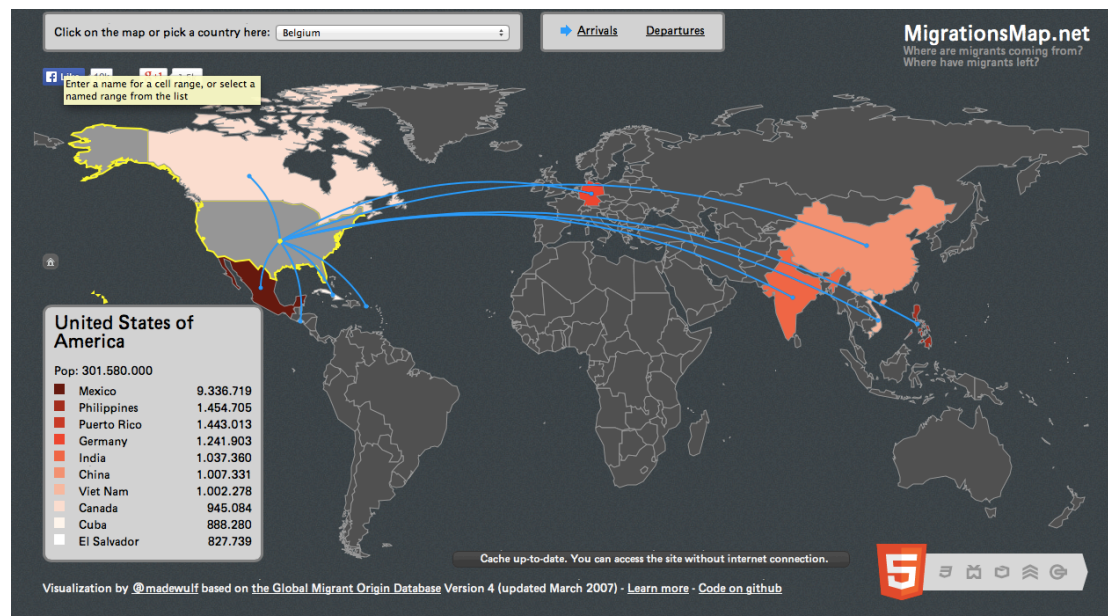 Click on the map or pick a country here: Belgium
Arrivals Departures
MigrationsMap.net
Where are migrants coming from?
Where have migrants left?
Enter a name for a cell range, or select a
named range from the list
United States of
America
Pop: 301.580.000
Mexico 9.336.719
Philippines 1.454.705
Puerto Rico 1.443.013
Germany 1.241.903
India 1.037.360
China 1.007.331
Viet Nam 1.002.278
Canada 945.084
Cuba 888.280
El Salvador 827.739
Cache up-to-date. You can access the site without internet connection.
Visualization by @madewulf based on the Global Migrant Origin Database Version 4 (updated March 2007) - Learn more - Code on github